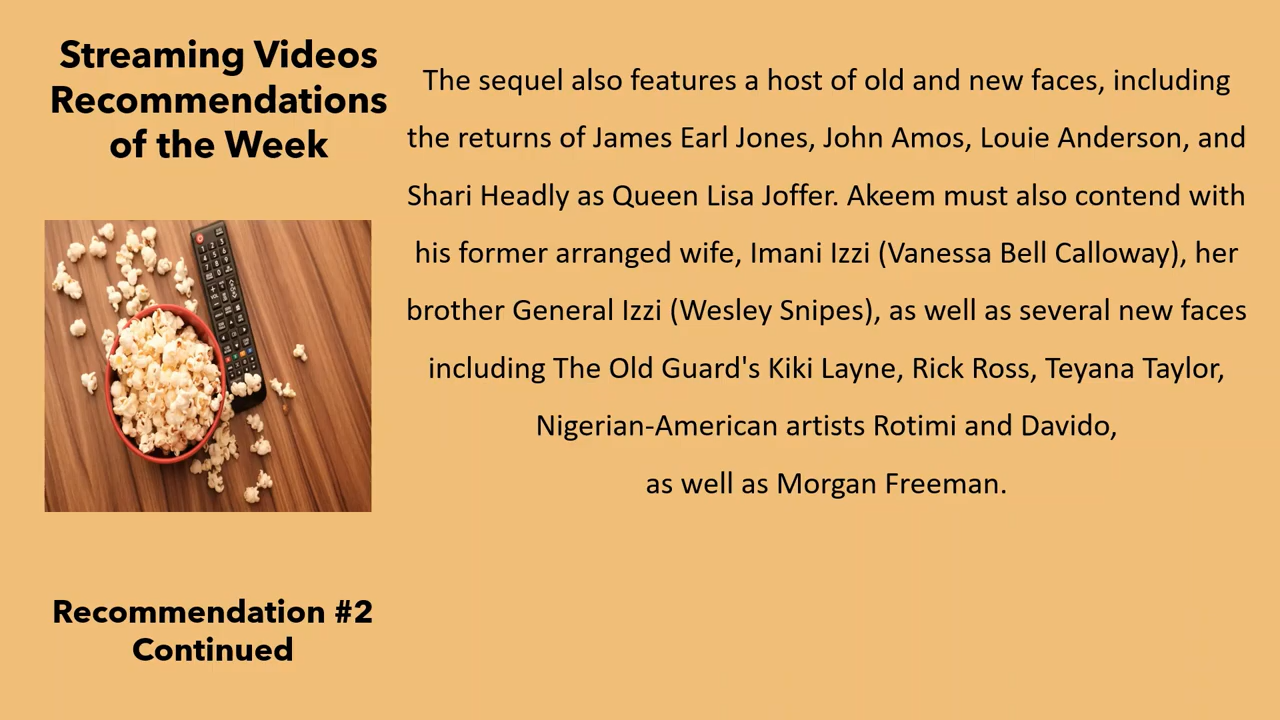 Streaming Videos
Recommendations
of the Week
The sequel also features a host of old and new faces, including
the returns of James Earl Jones, John Amos, Louie Anderson, and
Shari Headly as Queen Lisa Joffer. Akeem must also contend with
his former arranged wife, Imani Izzi (Vanessa Bell Calloway), her
brother General Izzi (Wesley Snipes), as well as several new faces
including The Old Guard's Kiki Layne, Rick Ross, Teyana Taylor,
Nigerian-American artists Rotimi and Davido,
as well as Morgan Freeman.
Recommendation #2
Continued